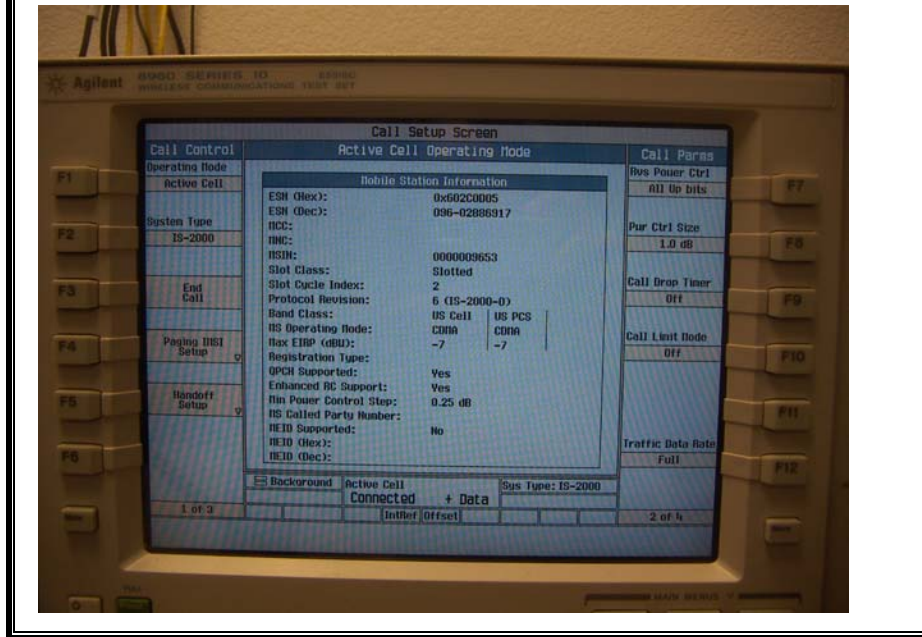 Agilent 8960 SERIES 10
WIRELESS COMMUNICATIONS TEST SET
Call Setup Screen
Call Control
Active Cell Operating Mode
Call Parms
F1
Operating Mode
Active Cell
F2
System Type
IS-2000
F3
End
Call
F4
Paging IMSI
Setup
F5
Handoff
Setup
F6
1 of 3
Mobile Station Information
ESN (Hex): 0x602C0D05
ESN (Dec): 096-02886917
MCC:
MNC:
MSIN: 0000009653
Slot Class: Slotted
Slot Cycle Index: 2
Protocol Revision: 6 (IS-2000-0)
Band Class: US Cell US PCS
MS Operating Mode: CDMA CDMA
Max EIRP (dBW): -7 -7
Registration Type:
QPCH Supported: Yes
Enhanced RC Support: Yes
Min Power Control Step: 0.25 dB
MS Called Party Number:
MEID Supported: No
MEID (Hex):
MEID (Dec):
Background
Active Cell
Sys Type: IS-2000
Connected + Data
IntRef Offset
Rvs Power Ctrl
All Up bits
F7
Pwr Ctrl Size
1.0 dB
F8
Call Drop Timer
Off
F9
Call Limit Mode
Off
F10
F11
Traffic Data Rate
Full
F12
2 of 4
MAIN MENUS